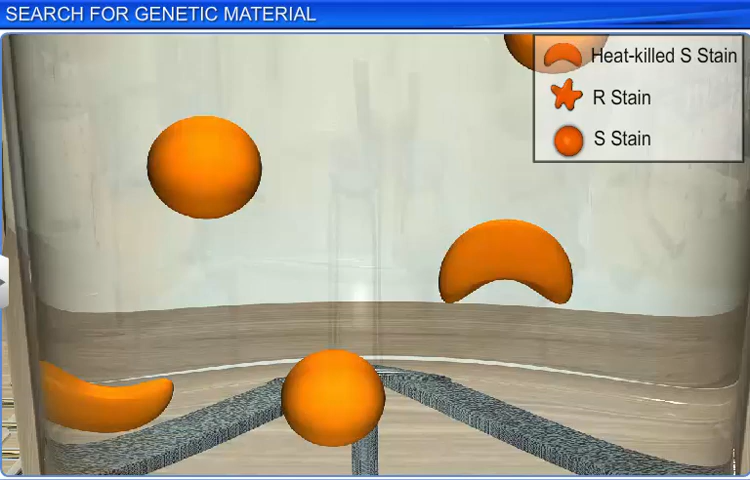 SEARCH FOR GENETIC MATERIAL
Heat-killed S Stain
R Stain
S Stain